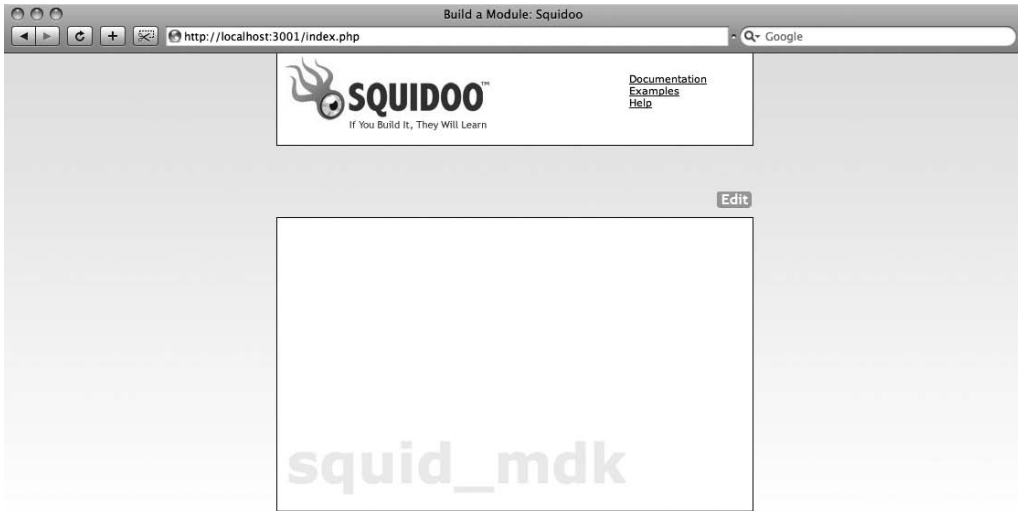 Build a Module: Squidoo
http://localhost:3001/index.php
Google
SQUIDOO™
If You Build It, They Will Learn
Documentation
Examples
Help
Edit
squid_mdk